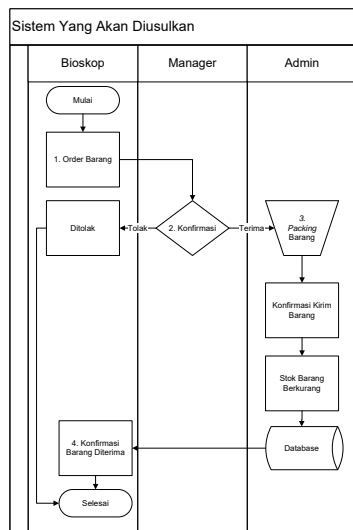 Sistem Yang Akan Diusulkan
Bioskop
Manager
Admin
Mulai
1. Order Barang
Ditolak
Tolak
2. Konfirmasi
Terima
3.
Packing
Barang
Konfirmasi Kirim
Barang
Stok Barang
Berkurang
4. Konfirmasi
Barang Diterima
Database
Selesai